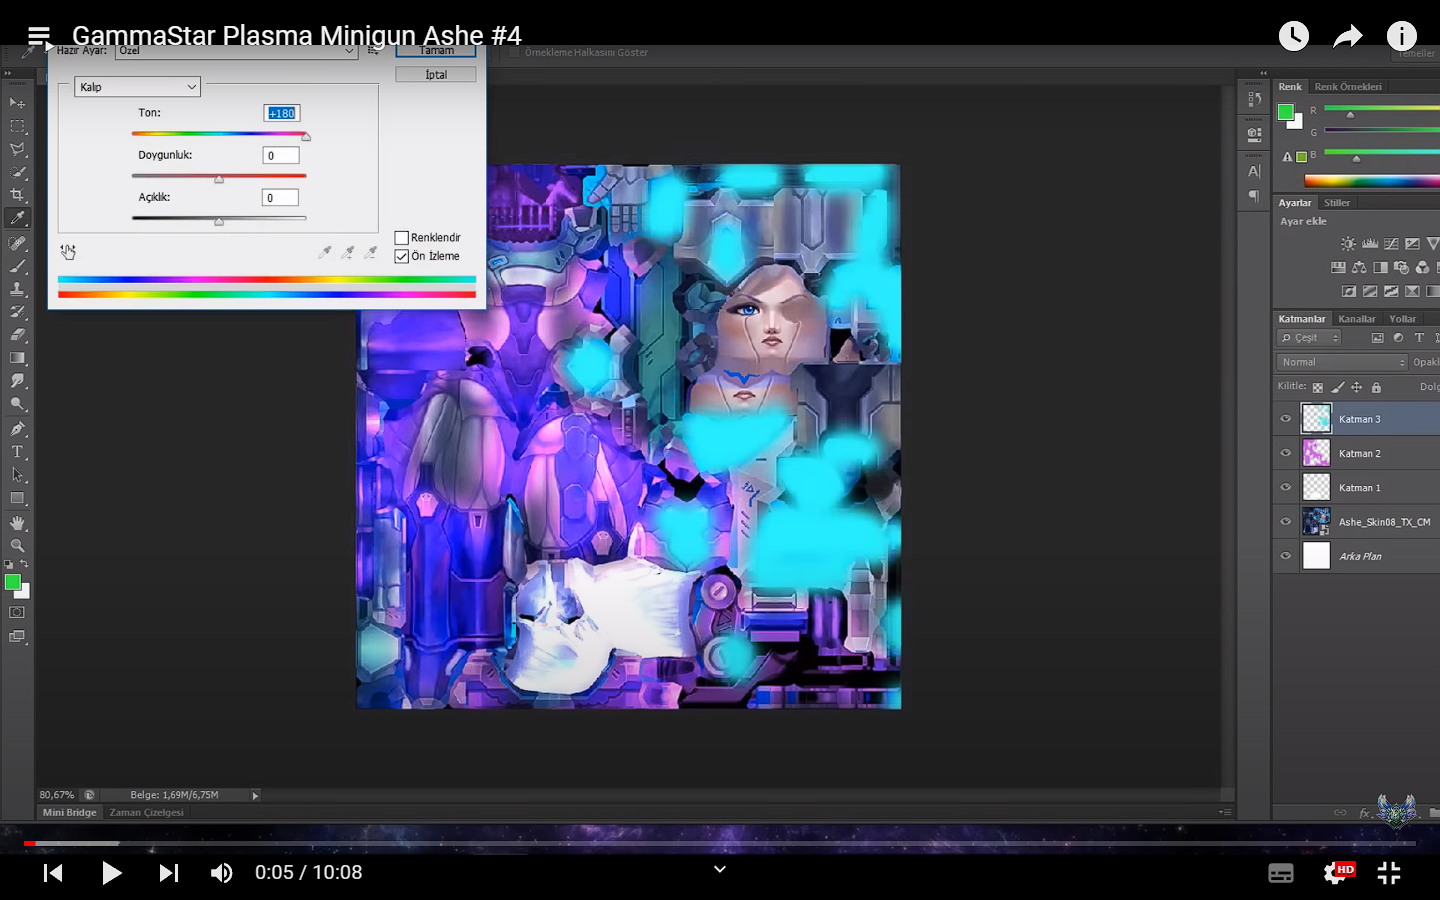 GammaStar Plasma Minigun Ashe #4
Hazır Ayar: Özel
Tamam
Örnekleme Halkasını Göster
Temeller
İptal
Kalıp
Ton: +180
Doygunluk: 0
Açıklık: 0
Renklendir
Ön İzleme
Renk Renk Örnekleri
R
G
B
Ayarlar Stiller
Ayar ekle
Katmanlar Kanallar Yollar
Çeşit
Normal Opakl
Kilitle: Dolg
Katman 3
Katman 2
Katman 1
Ashe_Skin08_TX_CM
Arka Plan
fx
80,67% Belge: 1,69M/6,75M
Mini Bridge Zaman Çizelgesi
0:05 / 10:08
HD